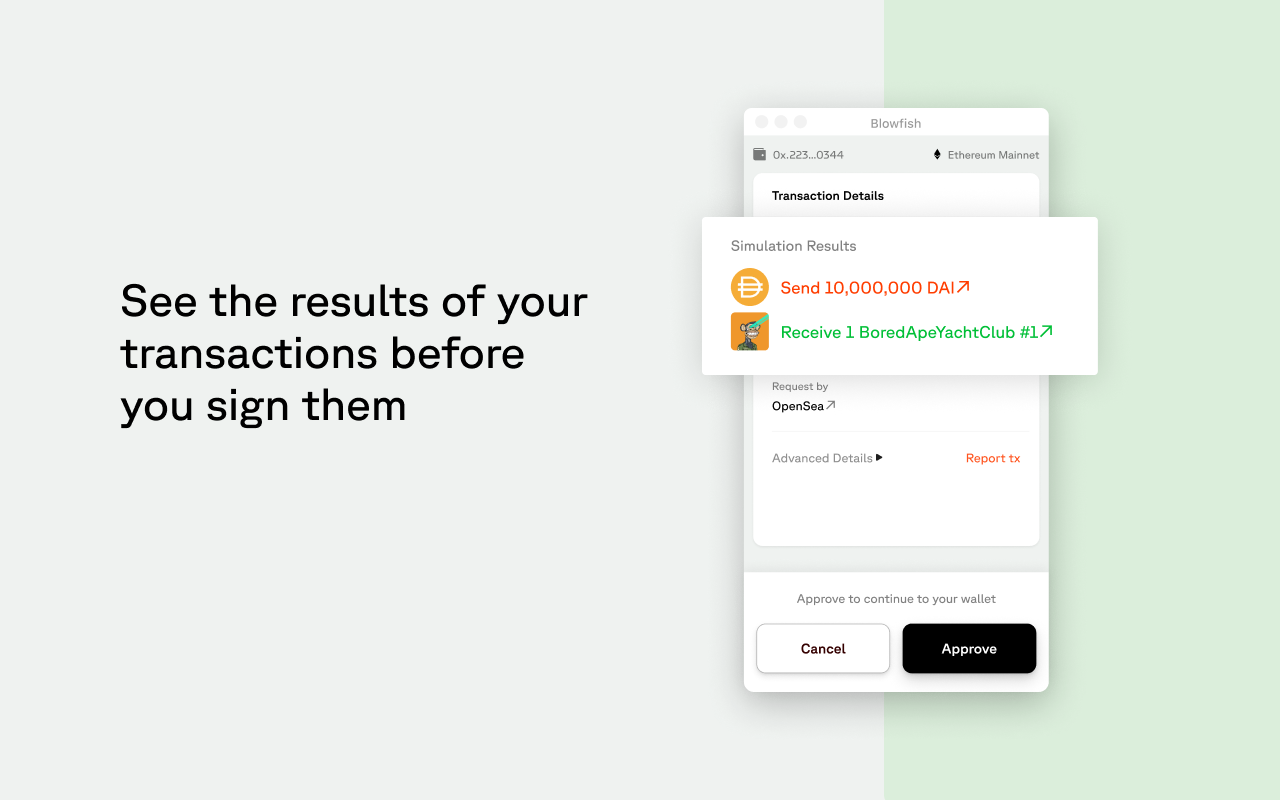 See the results of your
transactions before
you sign them
Blowfish
0x.223...0344
Ethereum Mainnet
Transaction Details
Simulation Results
Send 10,000,000 DAI↗
Receive 1 BoredApeYachtClub #1↗
Request by
OpenSea↗
Advanced Details ▶
Report tx
Approve to continue to your wallet
Cancel
Approve